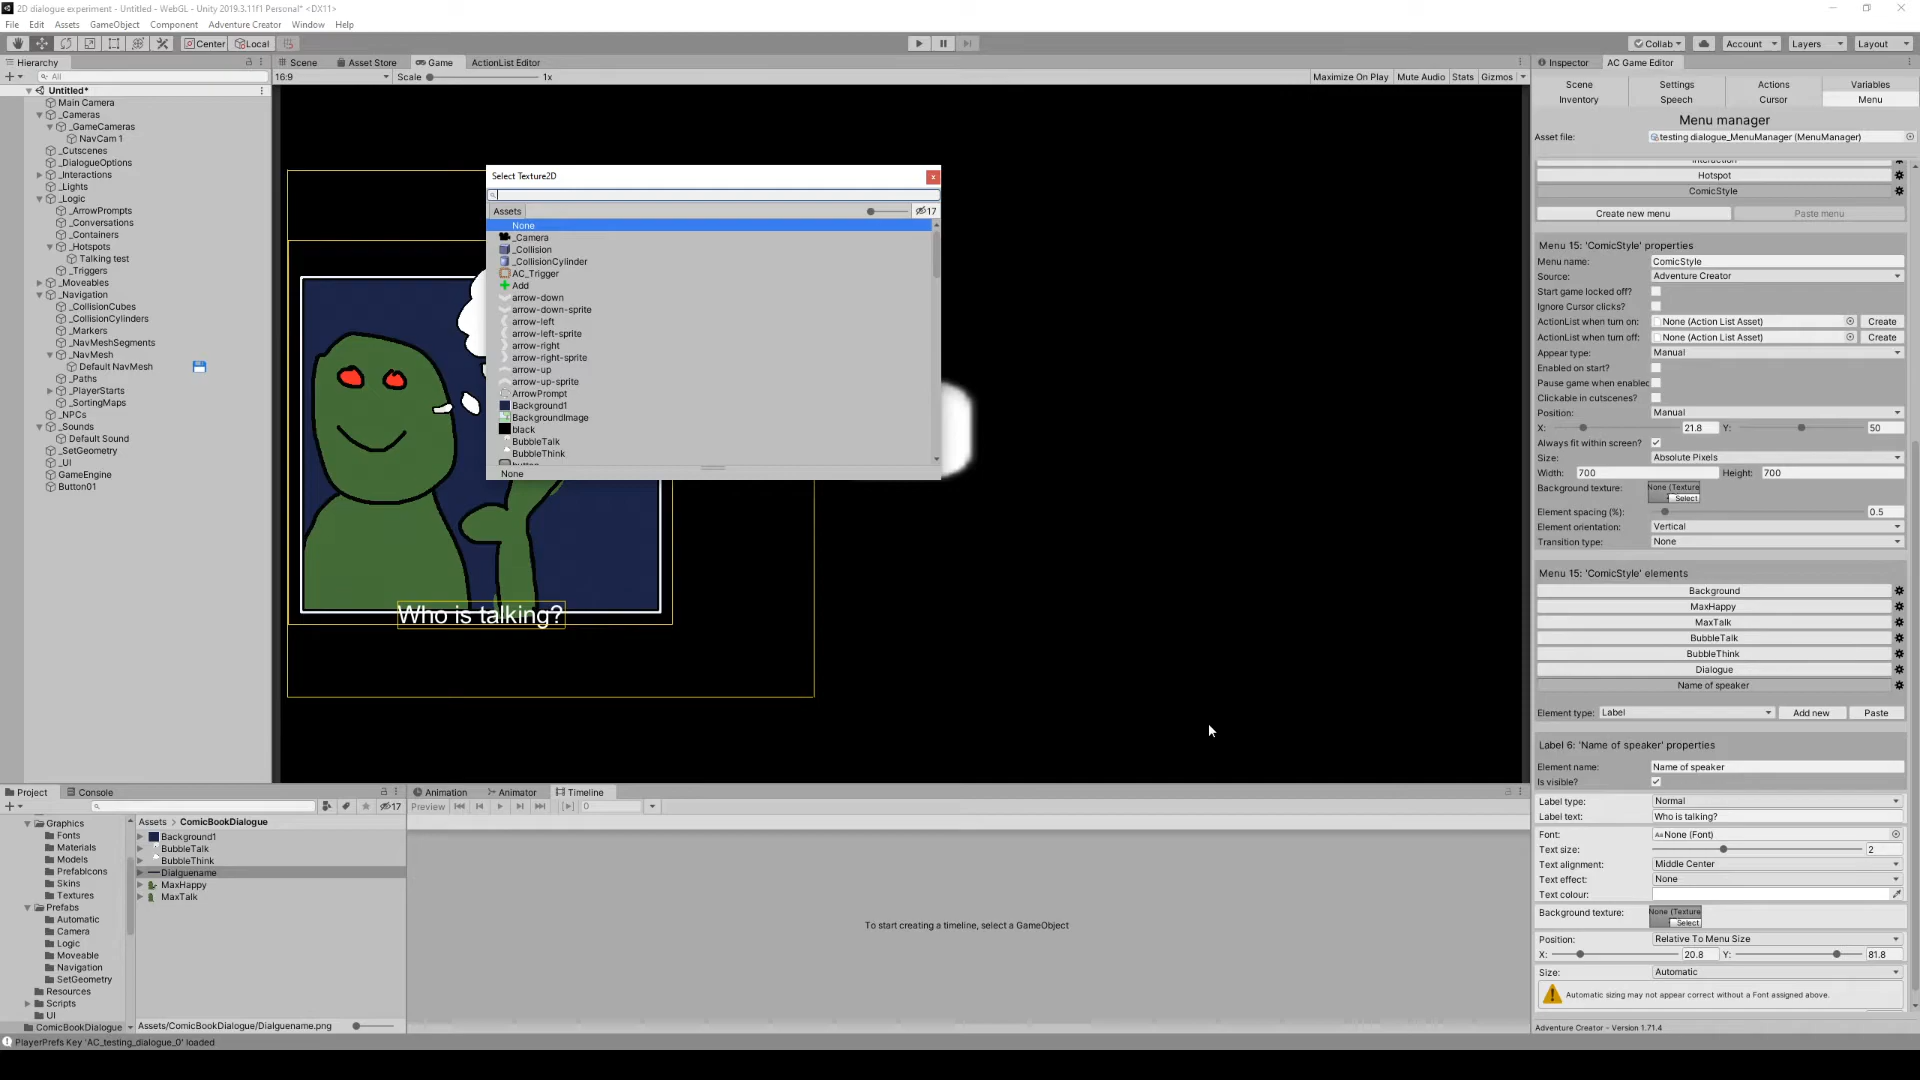 2D dialogue experiment - Untitled - WebGL - Unity 2019.3.11f1 Personal* <DX11>
File Edit Assets GameObject Component Adventure Creator Window Help
Center Local Collab Account Layers Layout
Hierarchy
All
Untitled*
Main Camera
_Cameras
_GameCameras
NavCam 1
_Cutscenes
_DialogueOptions
_Interactions
_Lights
_Logic
_ArrowPrompts
_Conversations
_Containers
_Hotspots
Talking test
_Triggers
_Moveables
_Navigation
_CollisionCubes
_CollisionCylinders
_Markers
_NavMeshSegments
_NavMesh
Default NavMesh
_Paths
_PlayerStarts
_SortingMaps
_NPCs
_Sounds
Default Sound
_SetGeometry
_UI
GameEngine
Button01
Scene Asset Store Game ActionList Editor
16:9 Scale 1x Maximize On Play Mute Audio Stats Gizmos
Select Texture2D
x
Assets 17
None
_Camera
_Collision
_CollisionCylinder
AC_Trigger
Add
arrow-down
arrow-down-sprite
arrow-left
arrow-left-sprite
arrow-right
arrow-right-sprite
arrow-up
arrow-up-sprite
ArrowPrompt
Background1
BackgroundImage
black
BubbleTalk
BubbleThink
None
Who is talking?
Inspector AC Game Editor
Scene Settings Actions Variables
Inventory Speech Cursor Menu
Menu manager
Asset file: testing dialogue_MenuManager (MenuManager)
Interaction
Hotspot
ComicStyle
Create new menu Paste menu
Menu 15: 'ComicStyle' properties
Menu name: ComicStyle
Source: Adventure Creator
Start game locked off?
Ignore Cursor clicks?
ActionList when turn on: None (Action List Asset) Create
ActionList when turn off: None (Action List Asset) Create
Appear type: Manual
Enabled on start?
Pause game when enabled
Clickable in cutscenes?
Position: Manual
X: 21.8 Y: 50
Always fit within screen?
Size: Absolute Pixels
Width: 700 Height: 700
Background texture: None (Texture
Select
Element spacing (%): 0.5
Element orientation: Vertical
Transition type: None
Menu 15: 'ComicStyle' elements
Background
MaxHappy
MaxTalk
BubbleTalk
BubbleThink
Dialogue
Name of speaker
Element type: Label Add new Paste
Label 6: 'Name of speaker' properties
Element name: Name of speaker
Is visible?
Label type: Normal
Label text: Who is talking?
Font: None (Font)
Text size: 2
Text alignment: Middle Center
Text effect: None
Text colour:
Background texture: None (Texture
Select
Position: Relative To Menu Size
X: 20.8 Y: 81.8
Size: Automatic
Automatic sizing may not appear correct without a Font assigned above.
Adventure Creator - Version 1.71.4
Project Console
17
Graphics
Fonts
Materials
Models
PrefabIcons
Skins
Textures
Prefabs
Automatic
Camera
Logic
Moveable
Navigation
SetGeometry
Resources
Scripts
UI
ComicBookDialogue
Assets > ComicBookDialogue
Background1
BubbleTalk
BubbleThink
Dialguename
MaxHappy
MaxTalk
Assets/ComicBookDialogue/Dialguename.png
Animation Animator Timeline
Preview 0
To start creating a timeline, select a GameObject
PlayerPrefs Key 'AC_testing_dialogue_0' loaded